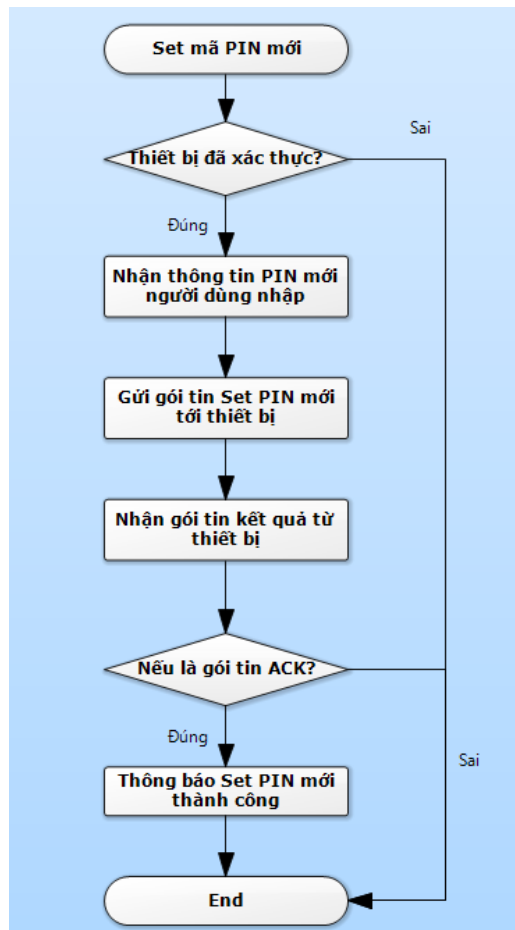 Set mã PIN mới
Sai
Thiết bị đã xác thực?
Đúng
Nhận thông tin PIN mới
người dùng nhập
Gửi gói tin Set PIN mới
tới thiết bị
Nhận gói tin kết quả từ
thiết bị
Nếu là gói tin ACK?
Đúng
Sai
Thông báo Set PIN mới
thành công
End